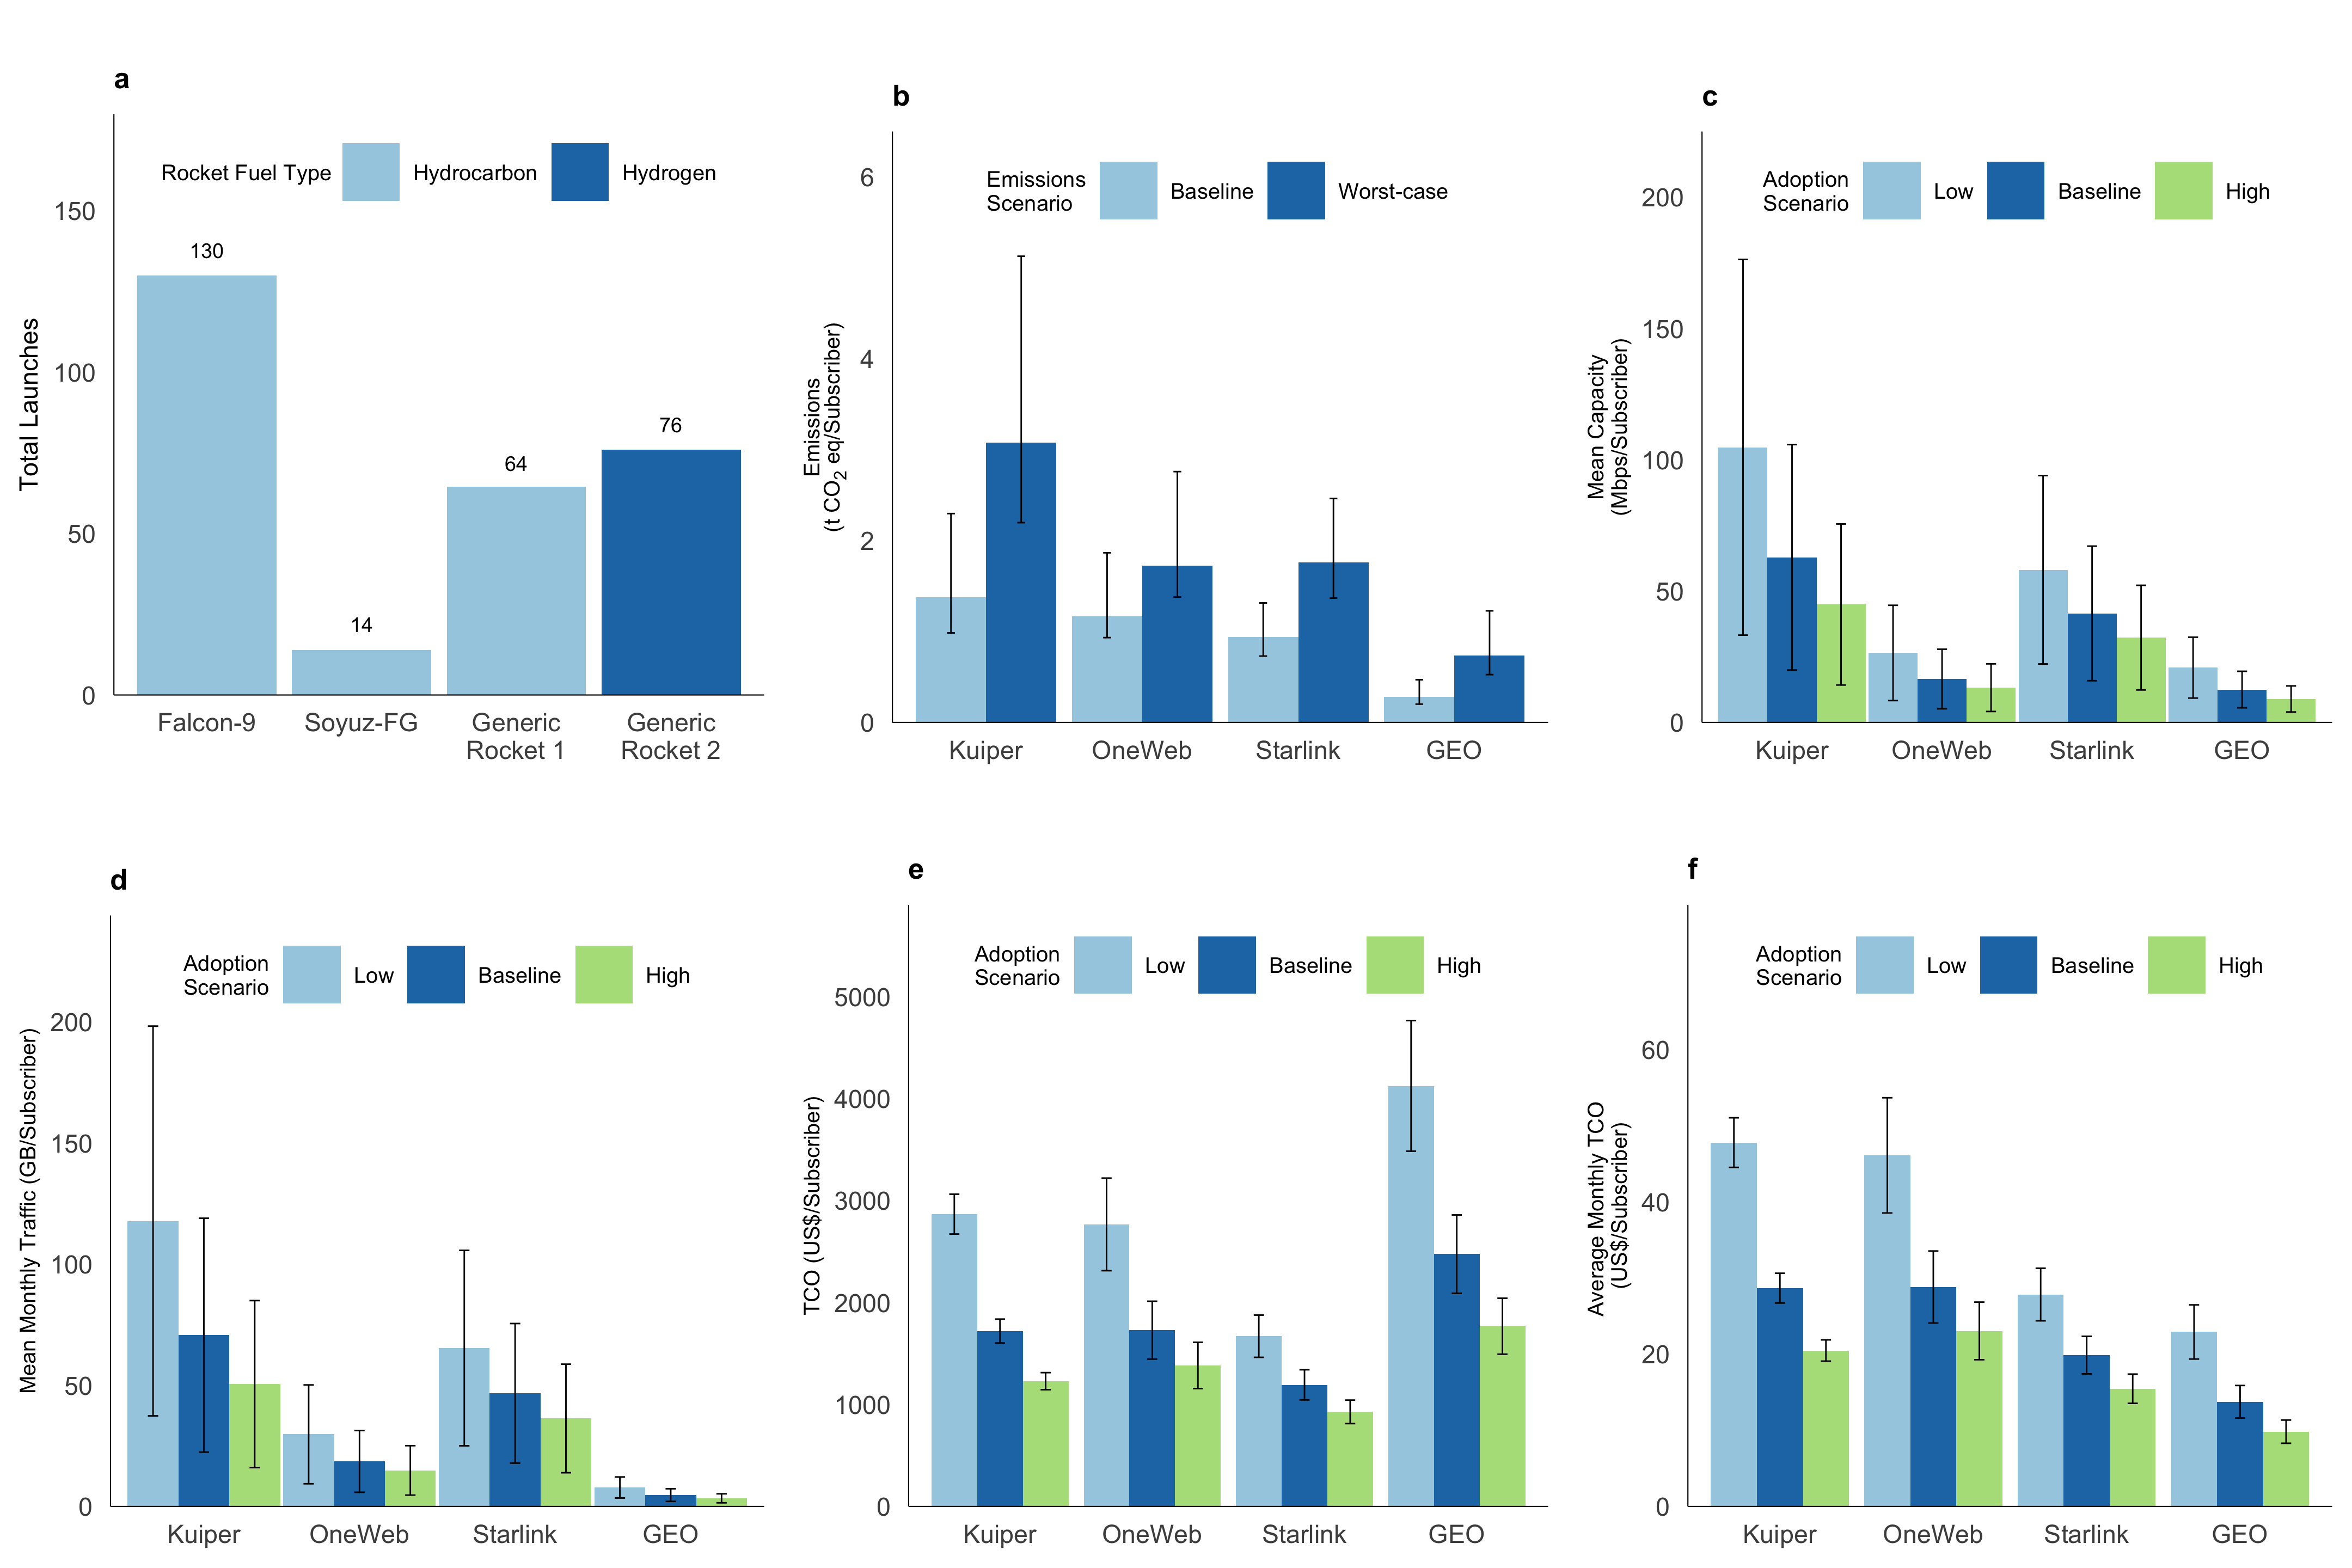 a
Rocket Fuel Type Hydrocarbon Hydrogen
Total Launches
150
100
50
0
130
14
64
76
Falcon-9 Soyuz-FG Generic Rocket 1 Generic Rocket 2
b
Emissions
Scenario
Baseline Worst-case
Emissions
(t CO₂ eq/Subscriber)
6
4
2
0
Kuiper OneWeb Starlink GEO
c
Adoption
Scenario
Low Baseline High
Mean Capacity
(Mbps/Subscriber)
200
150
100
50
0
Kuiper OneWeb Starlink GEO
d
Adoption
Scenario
Low Baseline High
Mean Monthly Traffic (GB/Subscriber)
200
150
100
50
0
Kuiper OneWeb Starlink GEO
e
Adoption
Scenario
Low Baseline High
TCO (US$/Subscriber)
5000
4000
3000
2000
1000
0
Kuiper OneWeb Starlink GEO
f
Adoption
Scenario
Low Baseline High
Average Monthly TCO
(US$/Subscriber)
60
40
20
0
Kuiper OneWeb Starlink GEO